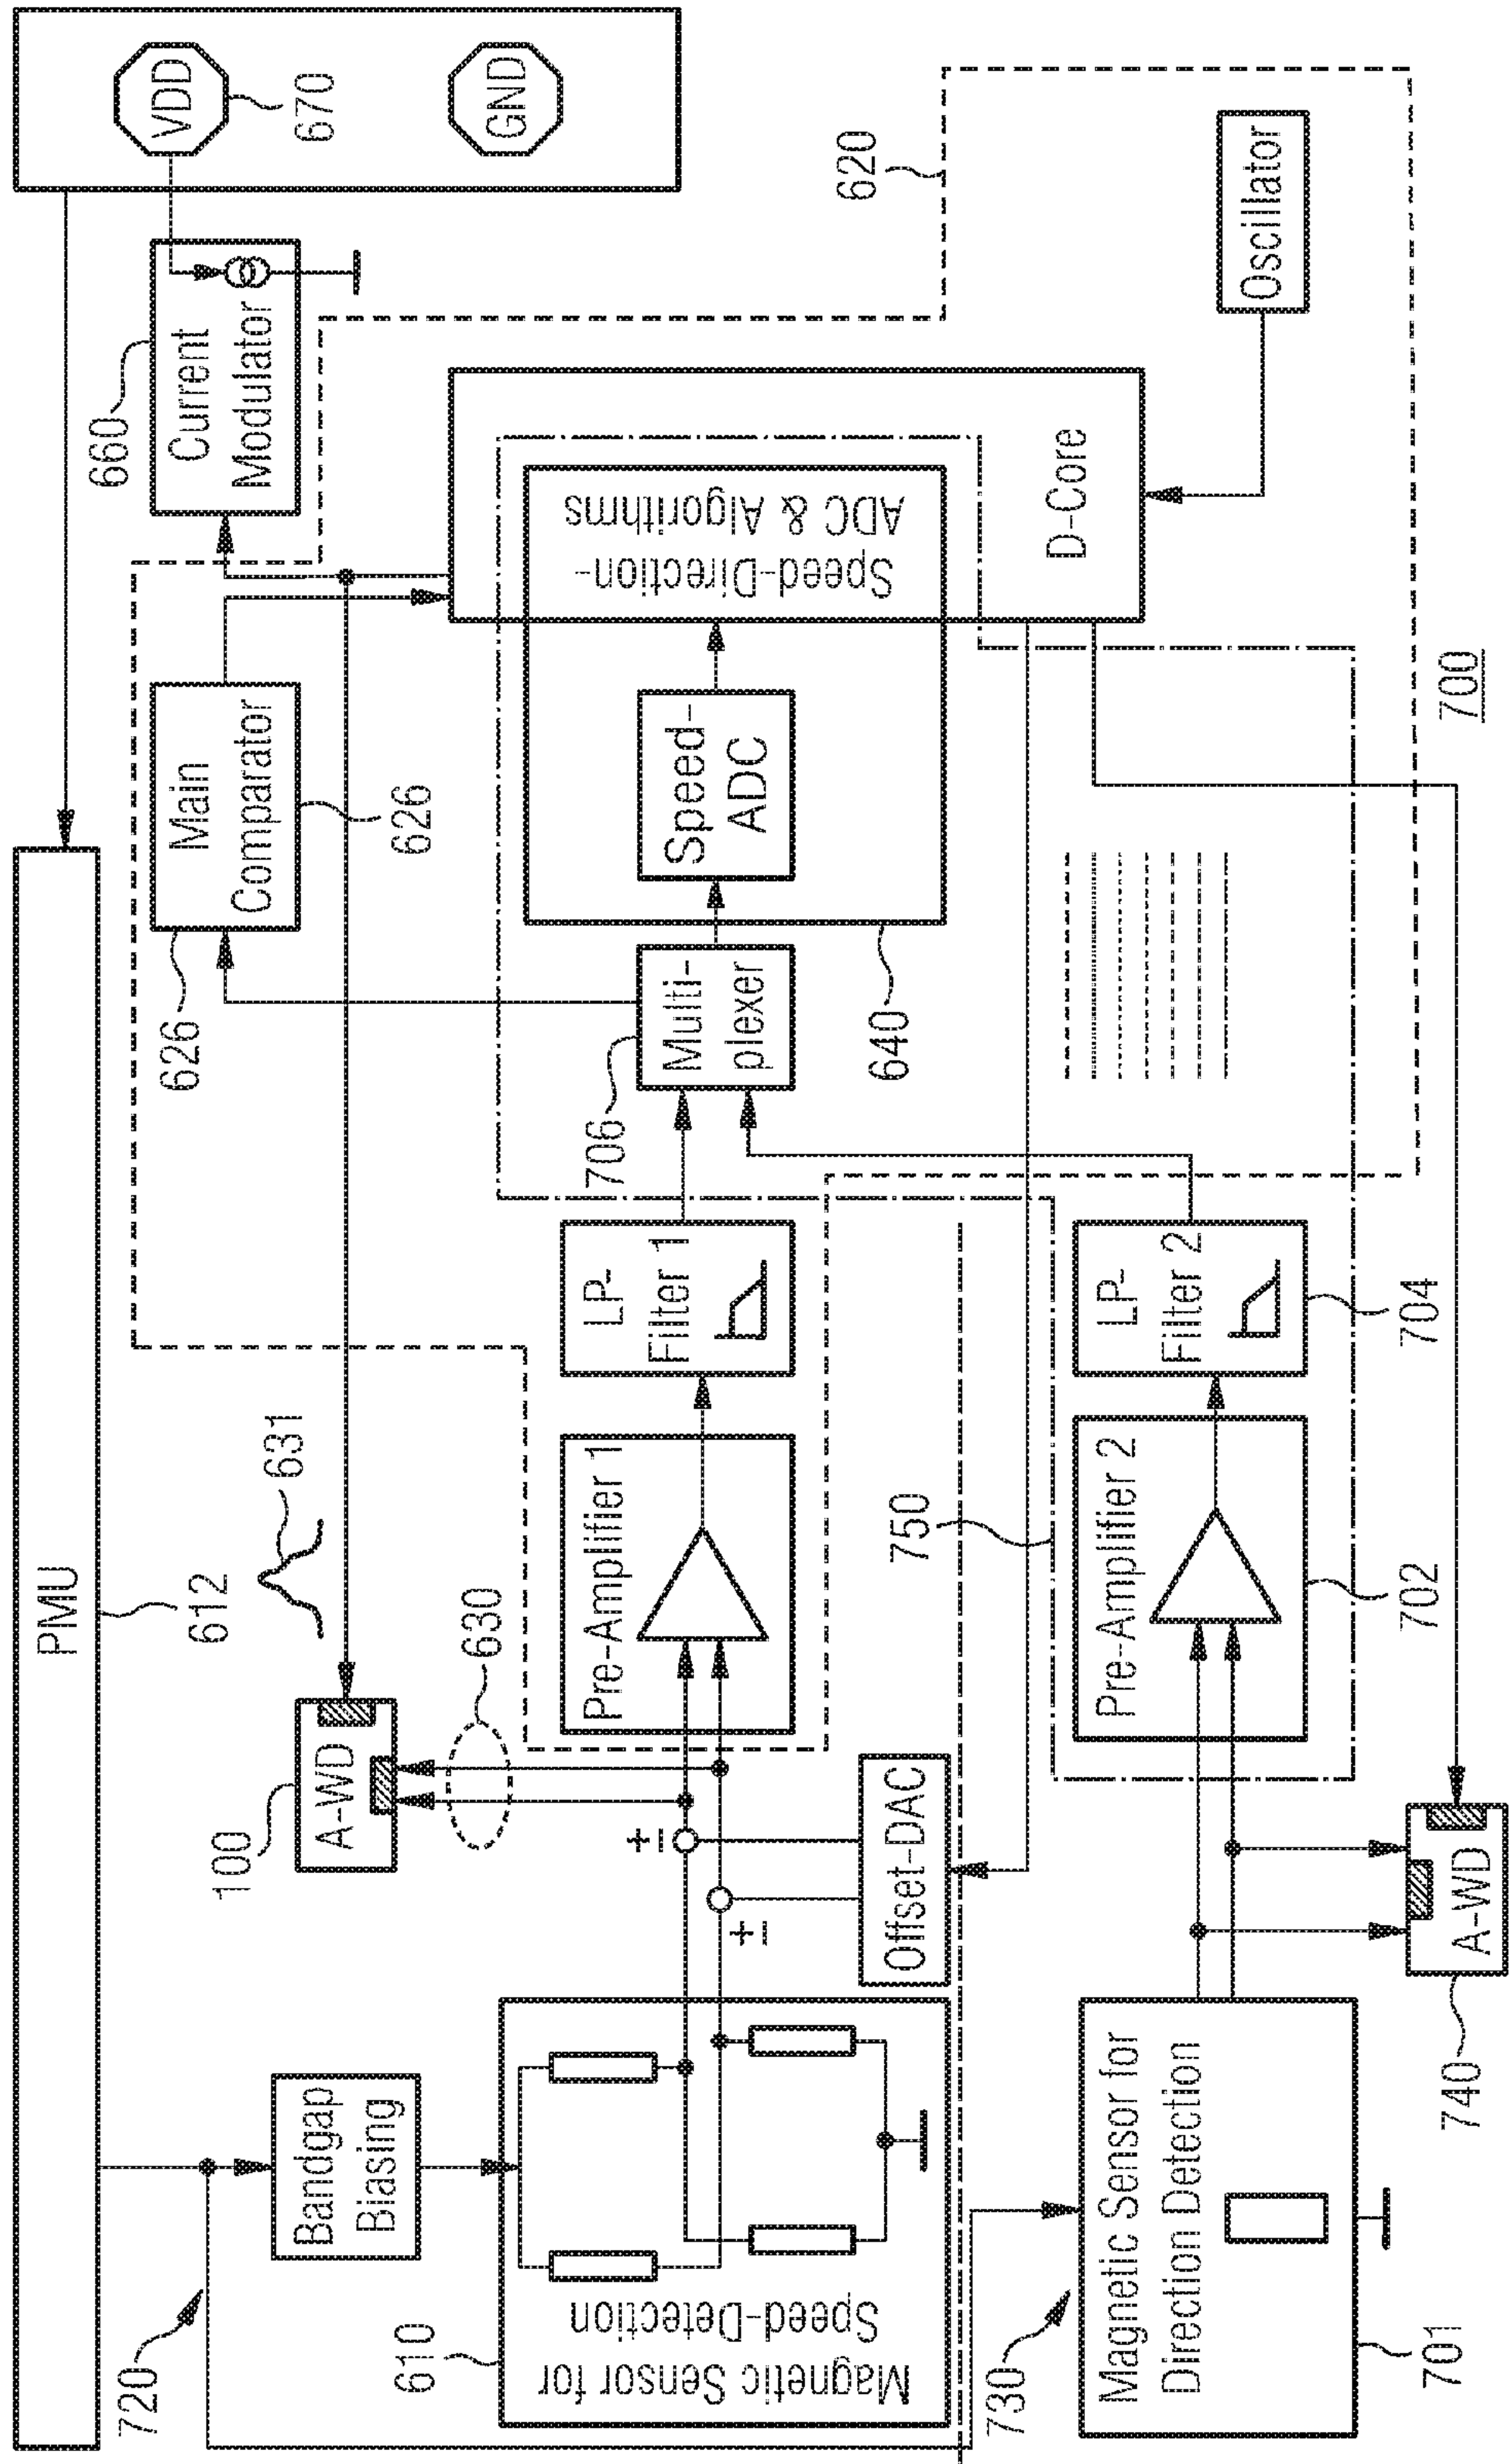 PMU
612
631
720
Bandgap
Biasing
100
A-WD
630
626
Main
Comparator
626
660
Current
Modulator
VDD
670
GND
610
Magnetic Sensor for
Speed-Detection
+
−
+
−
Offset-DAC
Pre-Amplifier 1
LP-
Filter 1
706
Multi-
plexer
640
Speed-
ADC
Speed-Direction-
ADC & Algorithms
D-Core
620
Oscillator
750
730
Magnetic Sensor for
Direction Detection
701
740
A-WD
Pre-Amplifier 2
702
LP-
Filter 2
704
700